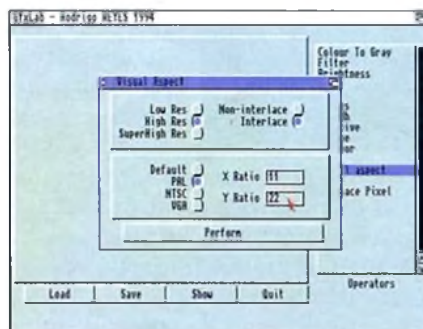 GfxLab - Rodrigo REYES 1994
Colour To Gray
Filter
Brightness
Visual Aspect
Low Res
Non-interlace
High Res
Interlace
SuperHigh Res
Default
X Ratio 11
PAL
NTSC
Y Ratio 22
VGA
Perform
aspect
ace Pixel
Load
Save
Show
Quit
Operators